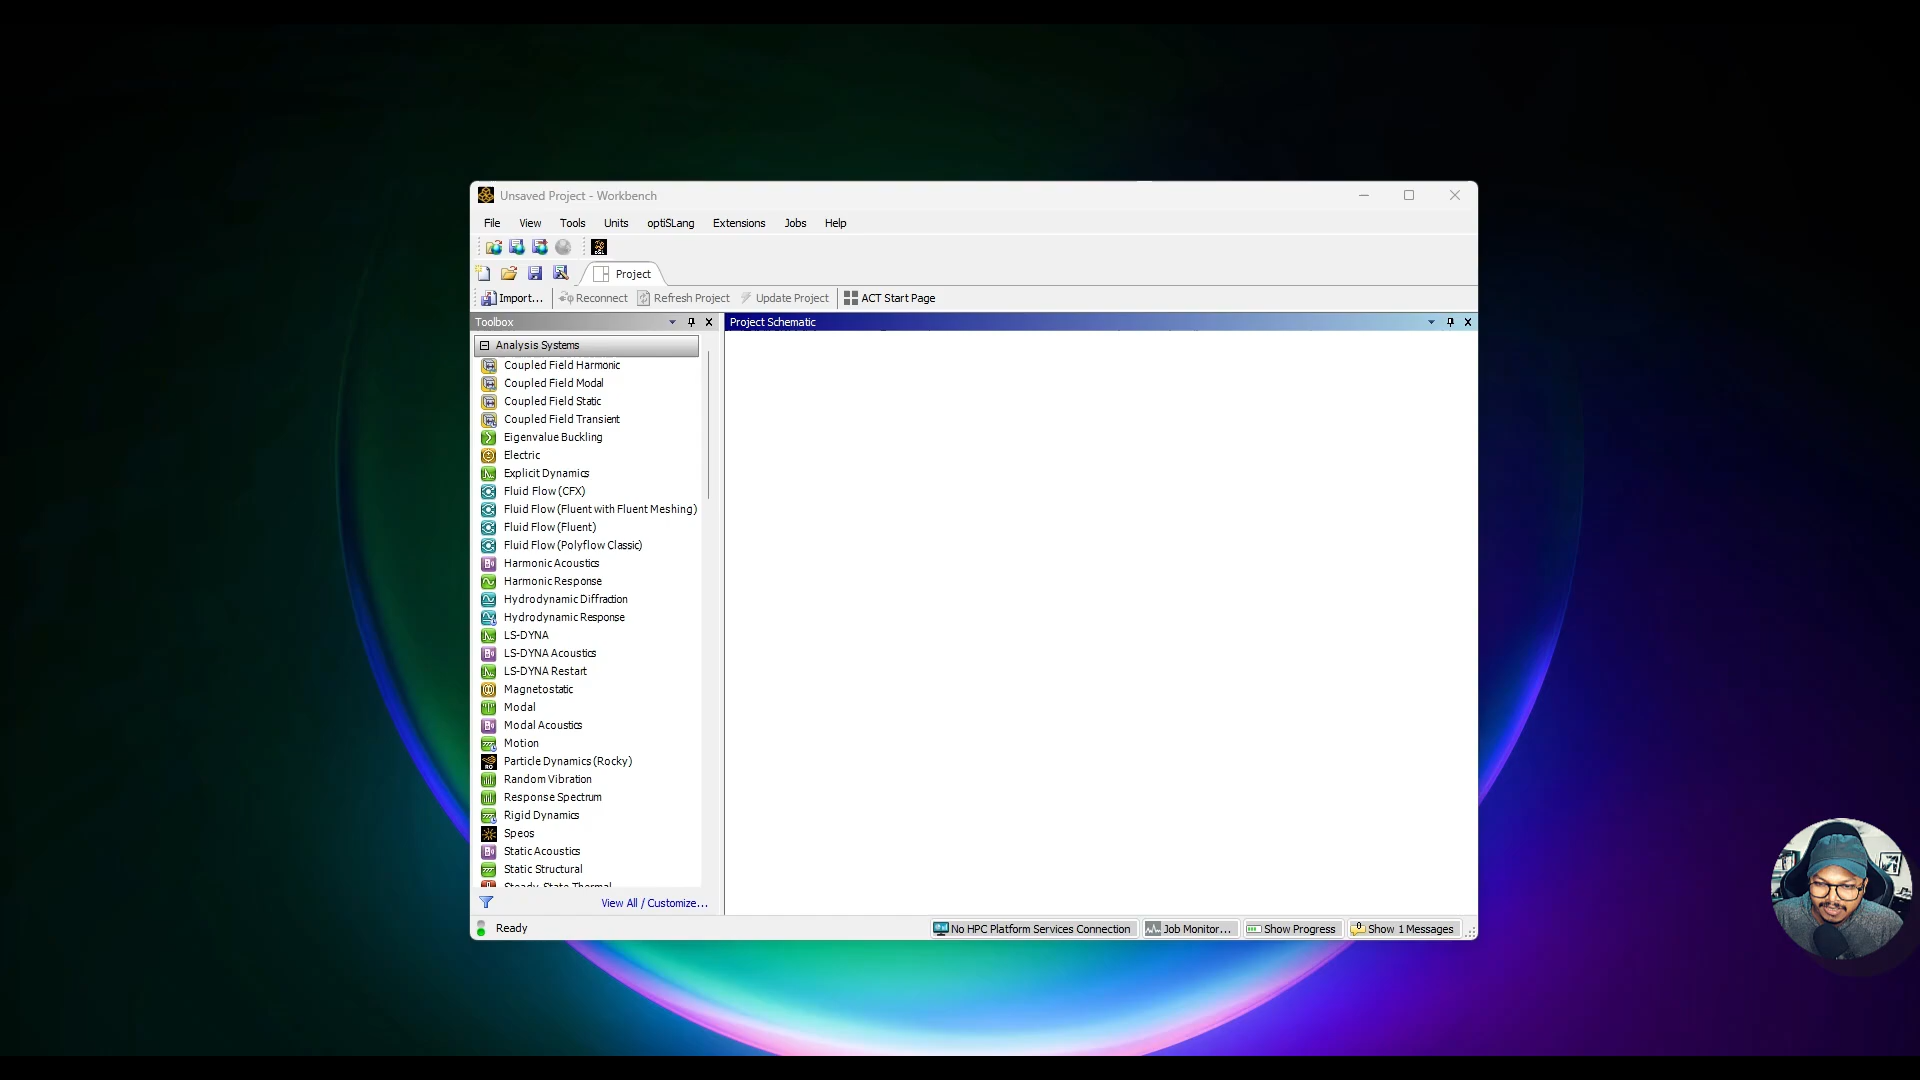 Unsaved Project - Workbench
File View Tools Units optiSLang Extensions Jobs Help
Project
Import... Reconnect Refresh Project Update Project ACT Start Page
Toolbox
Project Schematic
Analysis Systems
Coupled Field Harmonic
Coupled Field Modal
Coupled Field Static
Coupled Field Transient
Eigenvalue Buckling
Electric
Explicit Dynamics
Fluid Flow (CFX)
Fluid Flow (Fluent with Fluent Meshing)
Fluid Flow (Fluent)
Fluid Flow (Polyflow Classic)
Harmonic Acoustics
Harmonic Response
Hydrodynamic Diffraction
Hydrodynamic Response
LS-DYNA
LS-DYNA Acoustics
LS-DYNA Restart
Magnetostatic
Modal
Modal Acoustics
Motion
Particle Dynamics (Rocky)
Random Vibration
Response Spectrum
Rigid Dynamics
Speos
Static Acoustics
Static Structural
Steady-State Thermal
View All / Customize...
Ready
No HPC Platform Services Connection Job Monitor... Show Progress Show 1 Messages